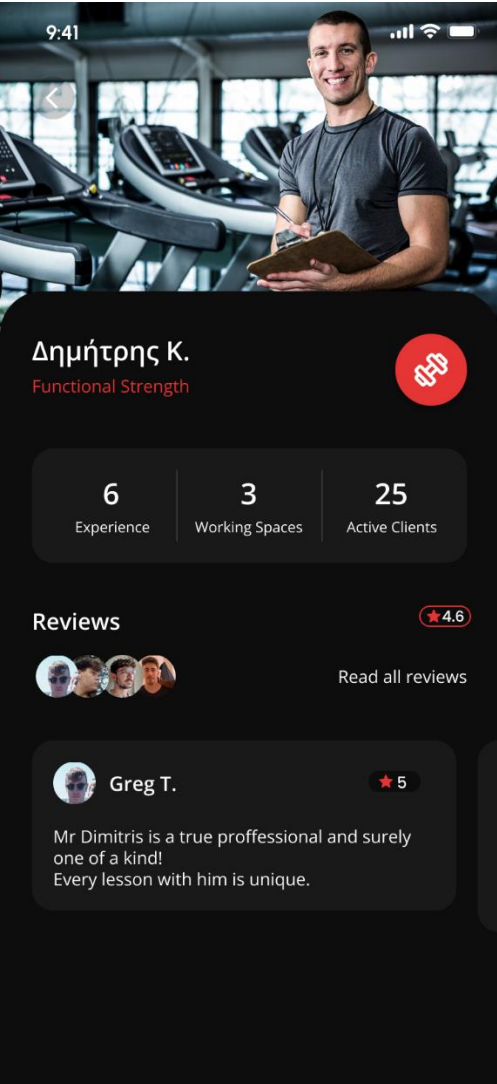 9:41
Δημήτρης Κ.
Functional Strength
6
3
25
Experience
Working Spaces
Active Clients
Reviews
4.6
Read all reviews
Greg T.
5
Mr Dimitris is a true proffessional and surely
one of a kind!
Every lesson with him is unique.